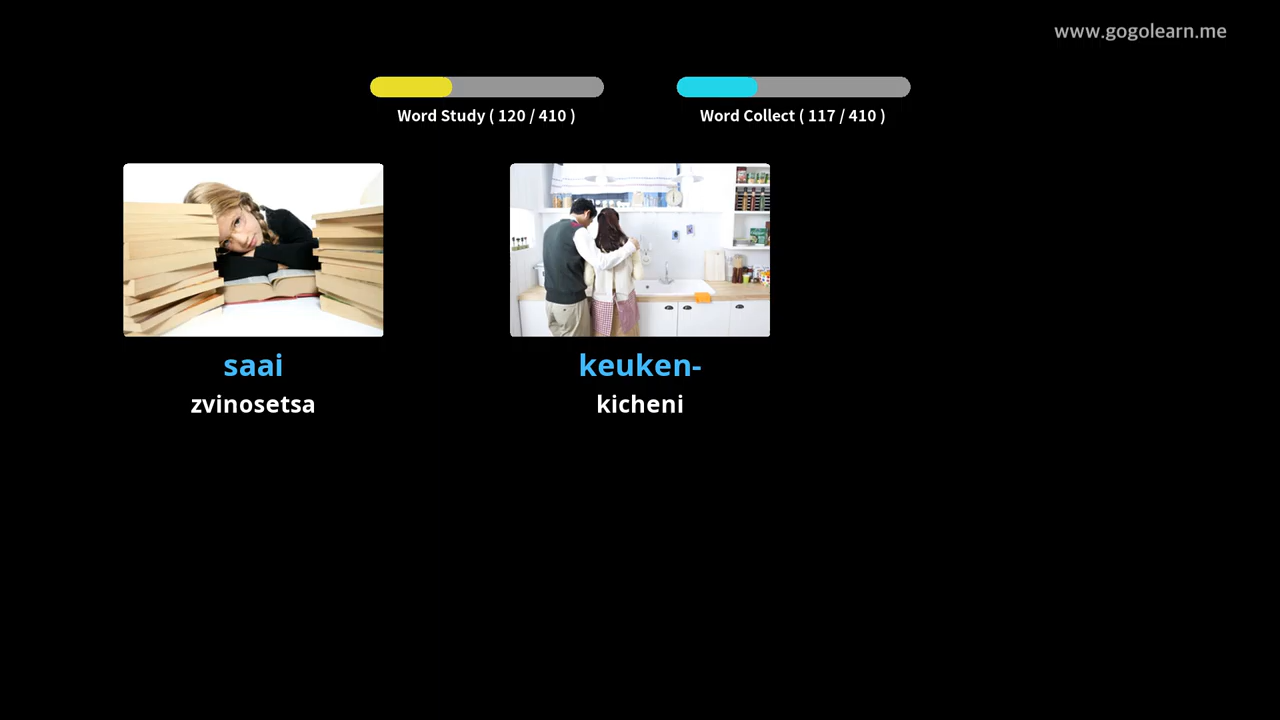 www.gogolearn.me
Word Study ( 120 / 410 )
Word Collect ( 117 / 410 )
saai
zvinosetsa
keuken-
kicheni